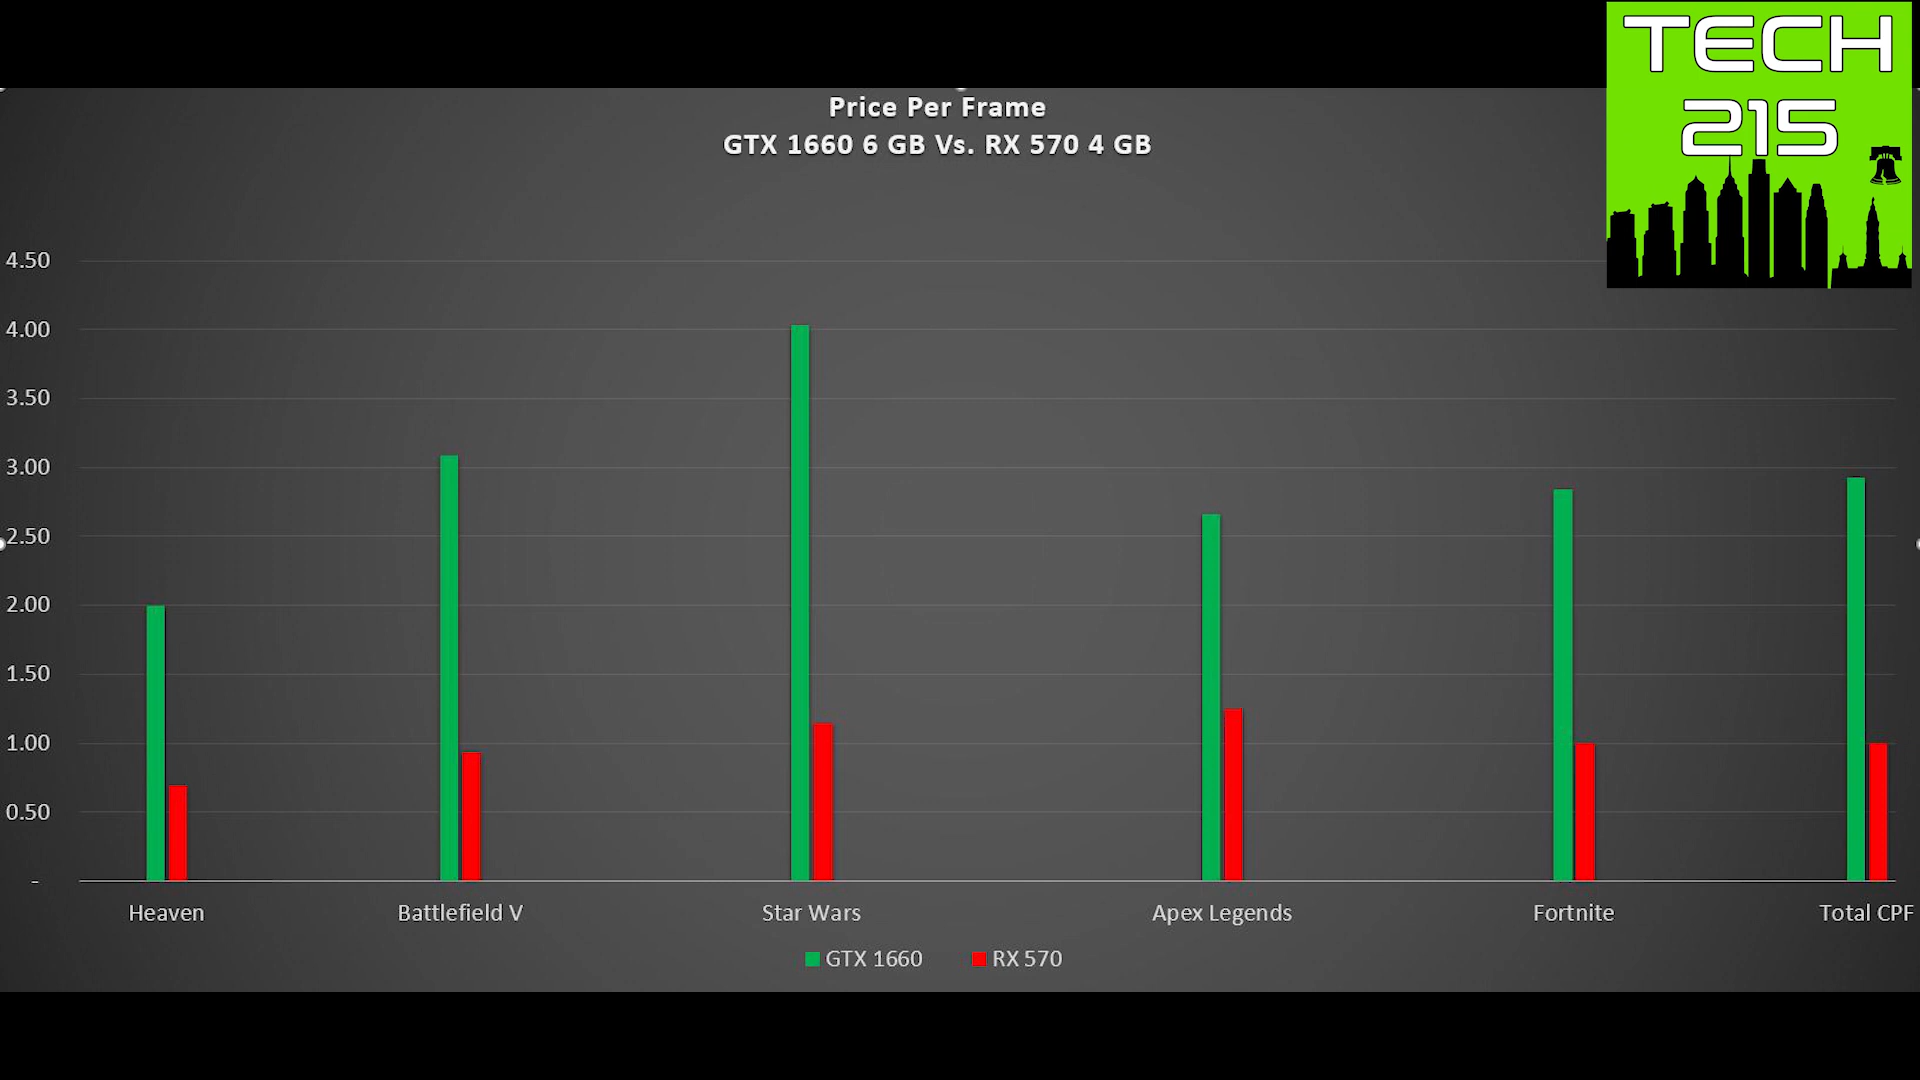 TECH
215
Price Per Frame
GTX 1660 6 GB Vs. RX 570 4 GB
4.50
4.00
3.50
3.00
2.50
2.00
1.50
1.00
0.50
-
Heaven
Battlefield V
Star Wars
Apex Legends
Fortnite
Total CPF
GTX 1660
RX 570